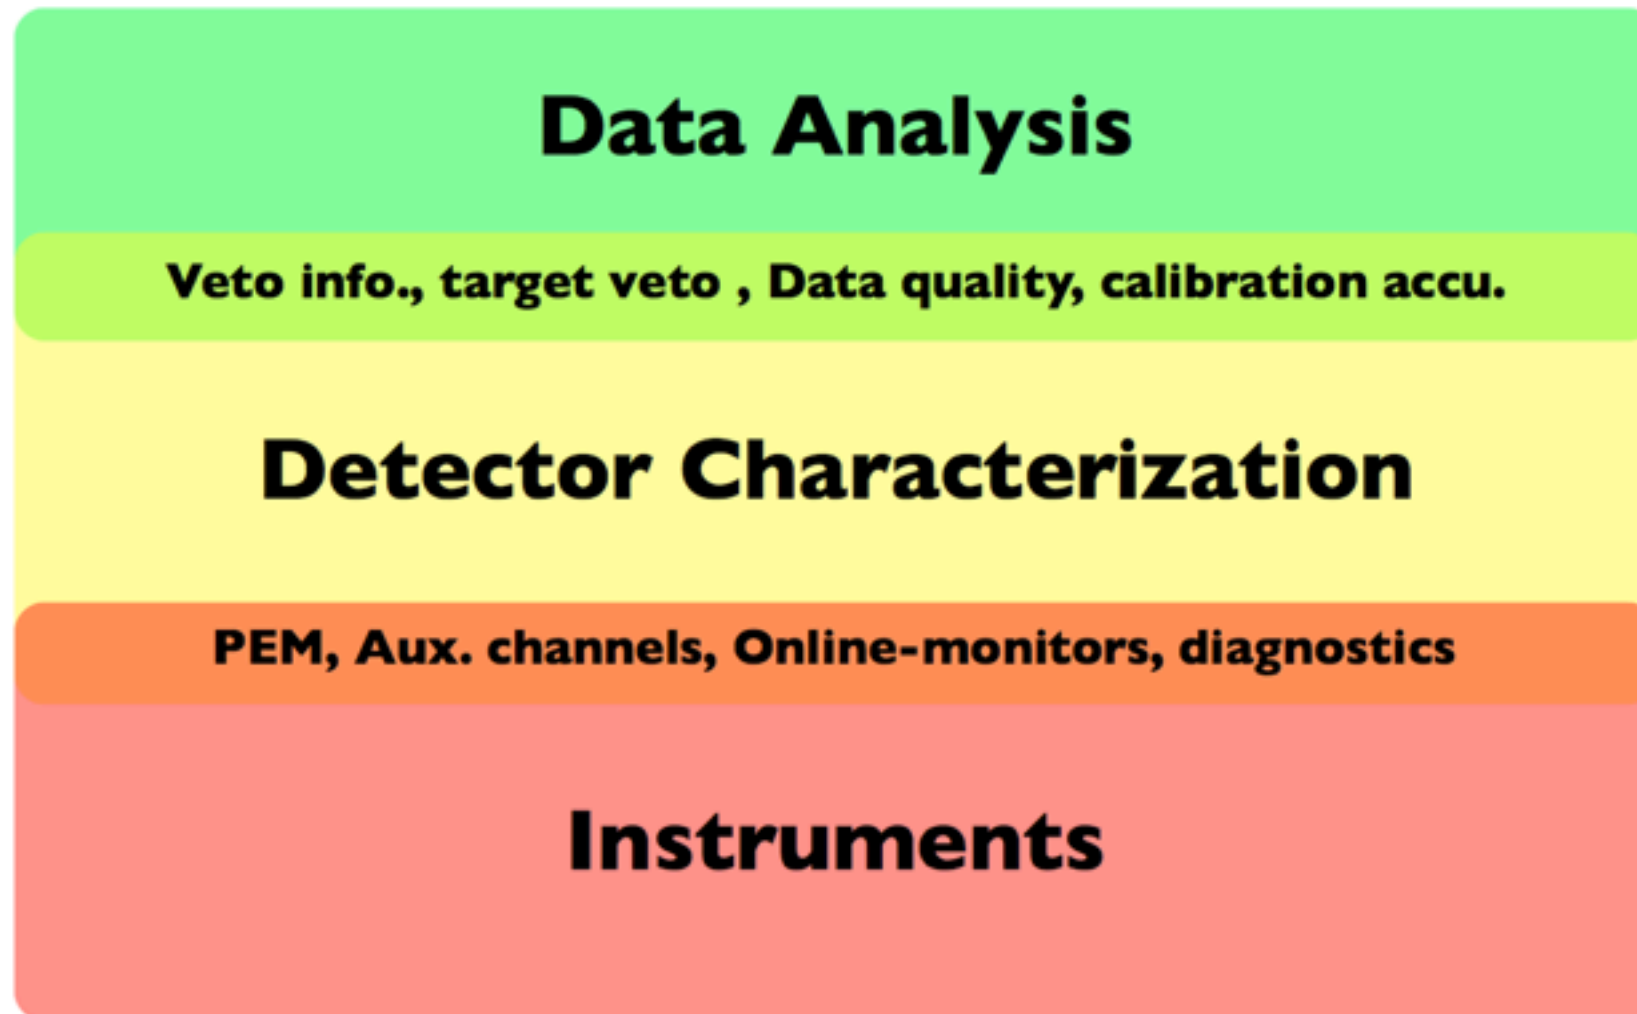 Data Analysis
Veto info., target veto , Data quality, calibration accu.
Detector Characterization
PEM, Aux. channels, Online-monitors, diagnostics
Instruments